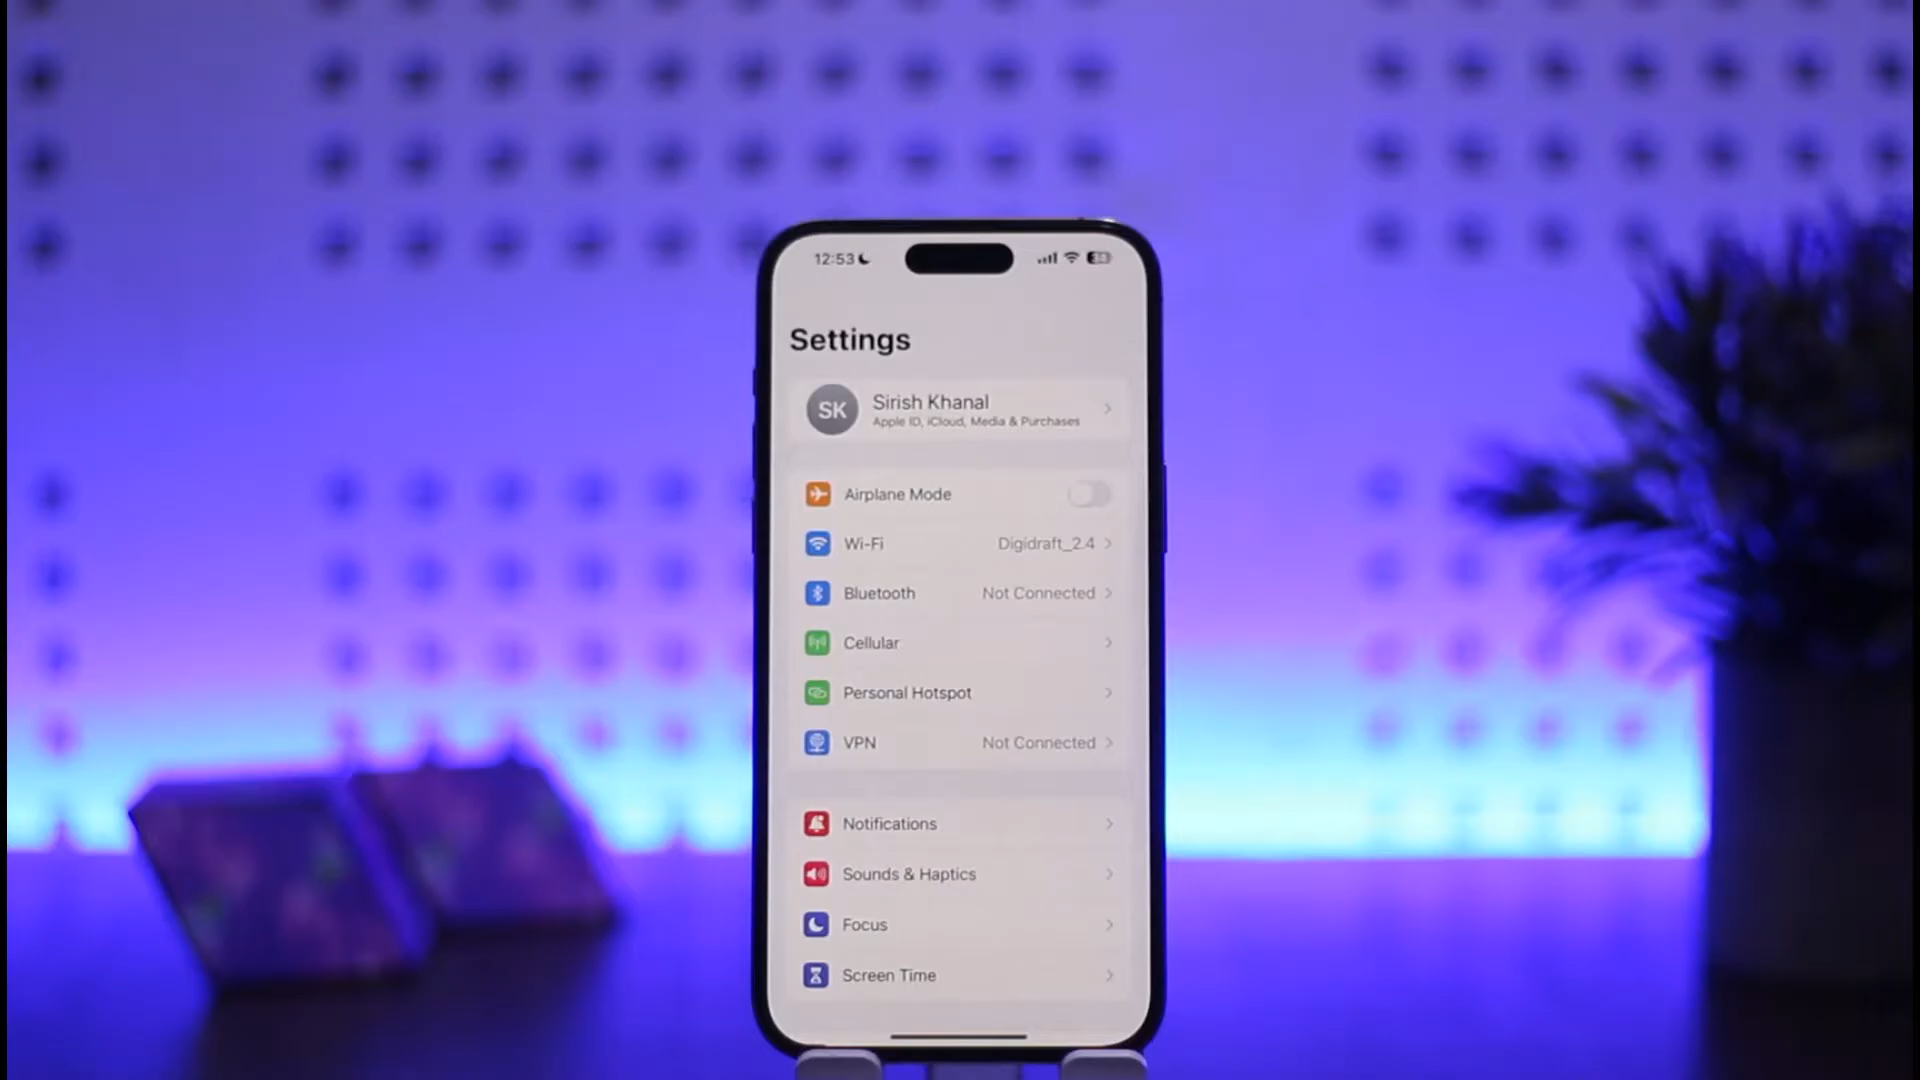 12:53
Settings
SK
Sirish Khanal
Apple ID, iCloud, Media & Purchases
Airplane Mode
Wi-Fi Digidraft_2.4
Bluetooth Not Connected
Cellular
Personal Hotspot
VPN Not Connected
Notifications
Sounds & Haptics
Focus
Screen Time